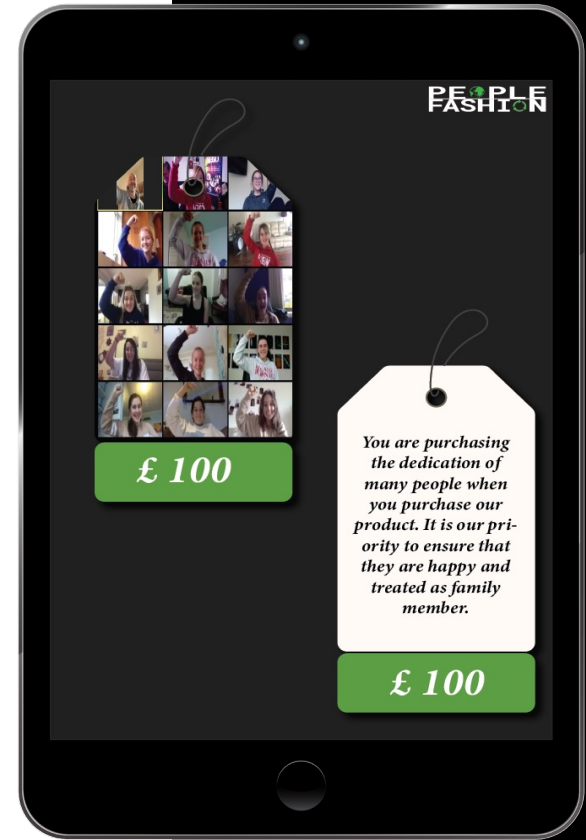 PEOPLE
FASHION
£ 100
You are purchasing
the dedication of
many people when
you purchase our
product. It is our pri-
ority to ensure that
they are happy and
treated as family
member.
£ 100